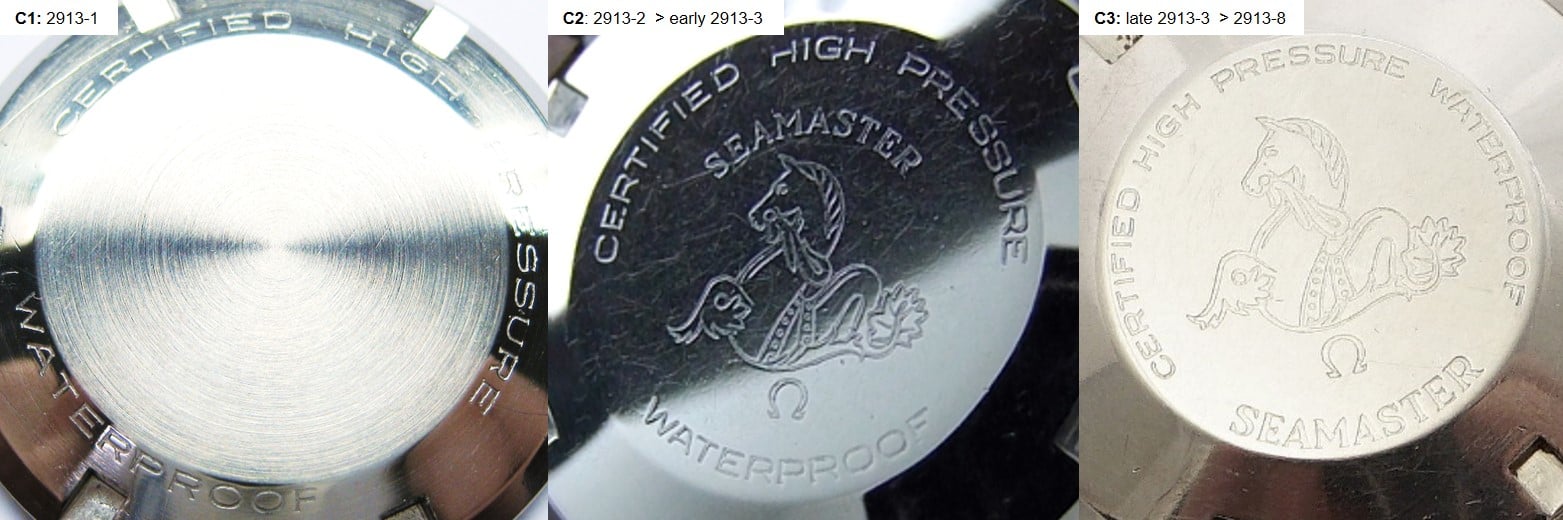 C1: 2913-1
CERTIFIED HIGH PRESSURE WATERPROOF
C2: 2913-2 > early 2913-3
CERTIFIED HIGH PRESSURE
SEAMASTER
Ω
WATERPROOF
C3: late 2913-3 > 2913-8
CERTIFIED HIGH PRESSURE WATERPROOF
Ω
SEAMASTER